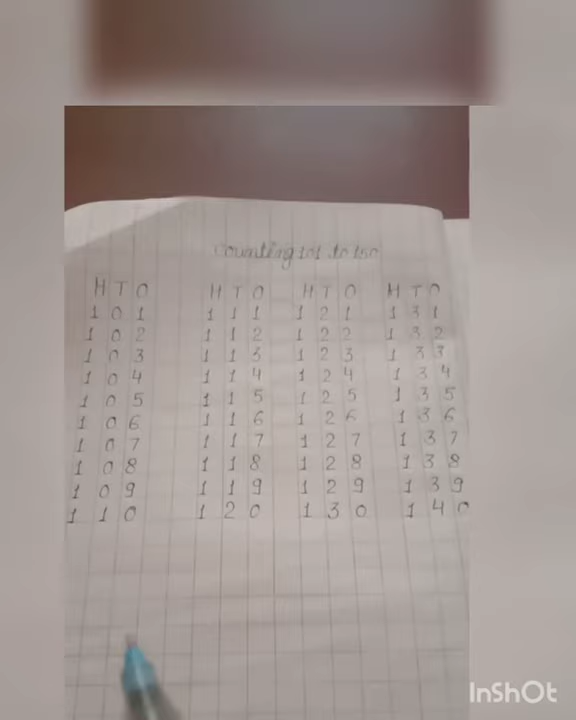 counting 101 to 150
H T O H T O H T O H T O
1 0 1 1 1 1 1 2 1 1 3 1
1 0 2 1 1 2 1 2 2 1 3 2
1 0 3 1 1 3 1 2 3 1 3 3
1 0 4 1 1 4 1 2 4 1 3 4
1 0 5 1 1 5 1 2 5 1 3 5
1 0 6 1 1 6 1 2 6 1 3 6
1 0 7 1 1 7 1 2 7 1 3 7
1 0 8 1 1 8 1 2 8 1 3 8
1 0 9 1 1 9 1 2 9 1 3 9
1 1 0 1 2 0 1 3 0 1 4 0
InShOt